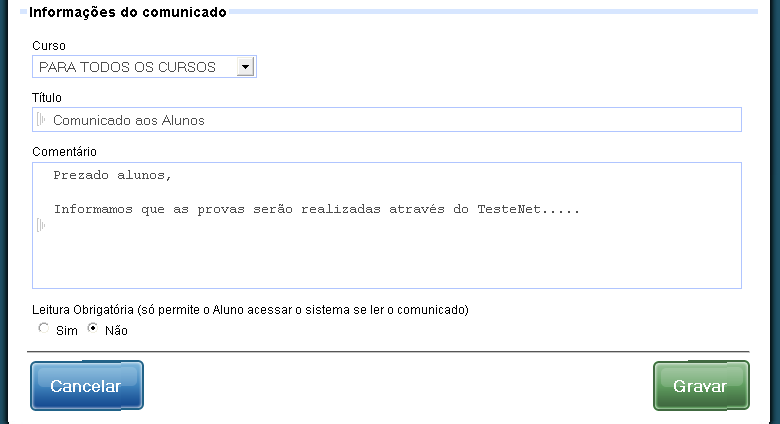 Informações do comunicado
Curso
PARA TODOS OS CURSOS
Título
Comunicado aos Alunos
Comentário
Prezado alunos,
Informamos que as provas serão realizadas através do TesteNet.....
Leitura Obrigatória (só permite o Aluno acessar o sistema se ler o comunicado)
Sim Não
Cancelar Gravar